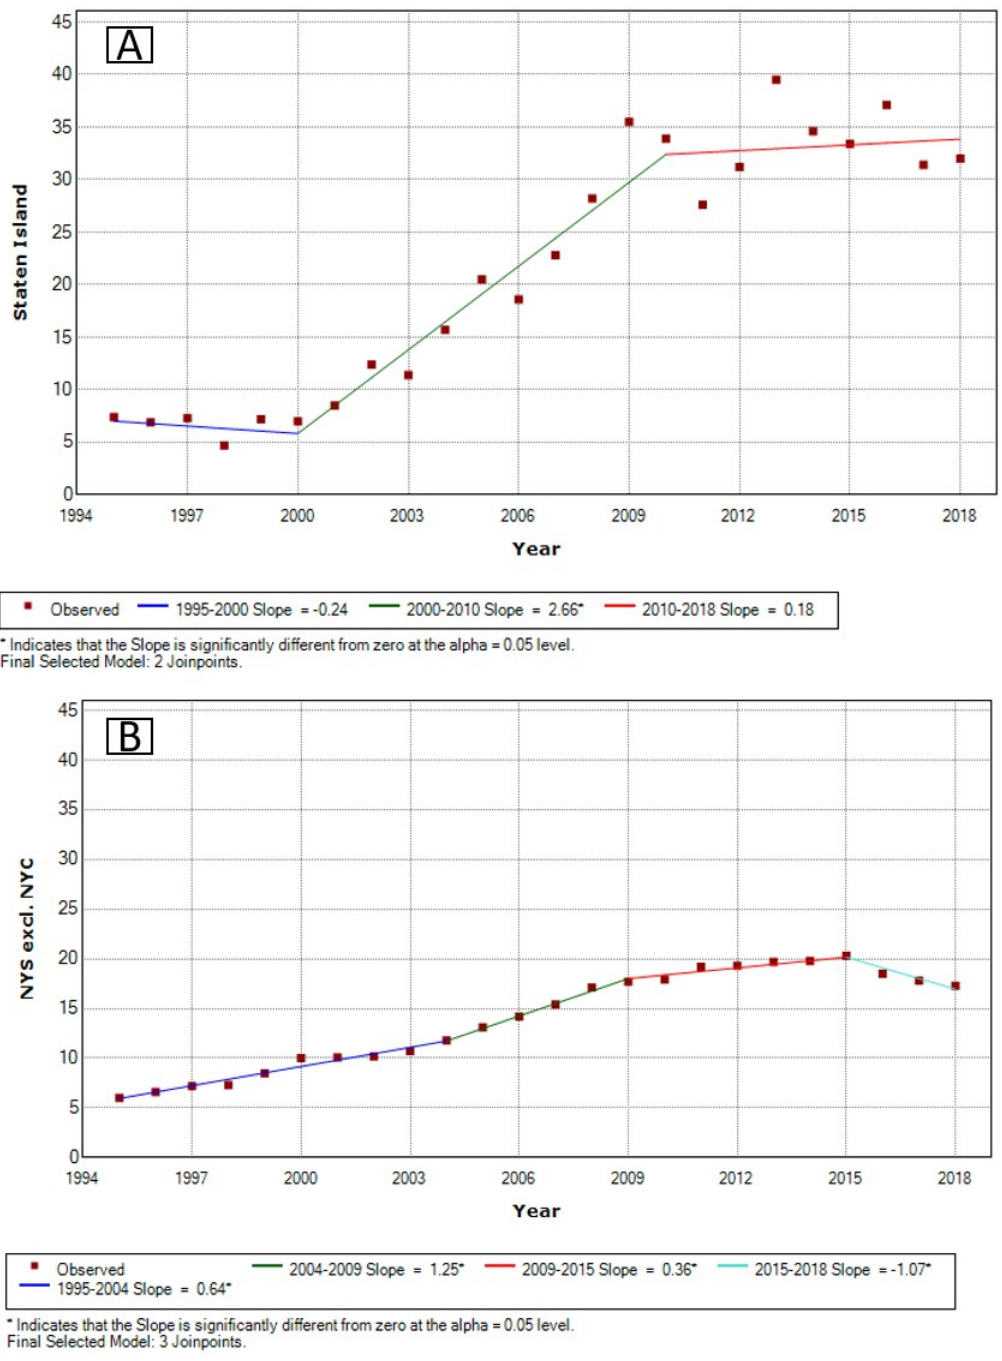 A
45
40
35
30
25
20
15
10
5
0
Staten Island
1994 1997 2000 2003 2006 2009 2012 2015 2018
Year
Observed 1995-2000 Slope = -0.24 2000-2010 Slope = 2.66* 2010-2018 Slope = 0.18
* Indicates that the Slope is significantly different from zero at the alpha = 0.05 level.
Final Selected Model: 2 Joinpoints.
B
45
40
35
30
25
20
15
10
5
0
NYS excl. NYC
1994 1997 2000 2003 2006 2009 2012 2015 2018
Year
Observed 2004-2009 Slope = 1.25* 2009-2015 Slope = 0.36* 2015-2018 Slope = -1.07*
1995-2004 Slope = 0.64*
* Indicates that the Slope is significantly different from zero at the alpha = 0.05 level.
Final Selected Model: 3 Joinpoints.